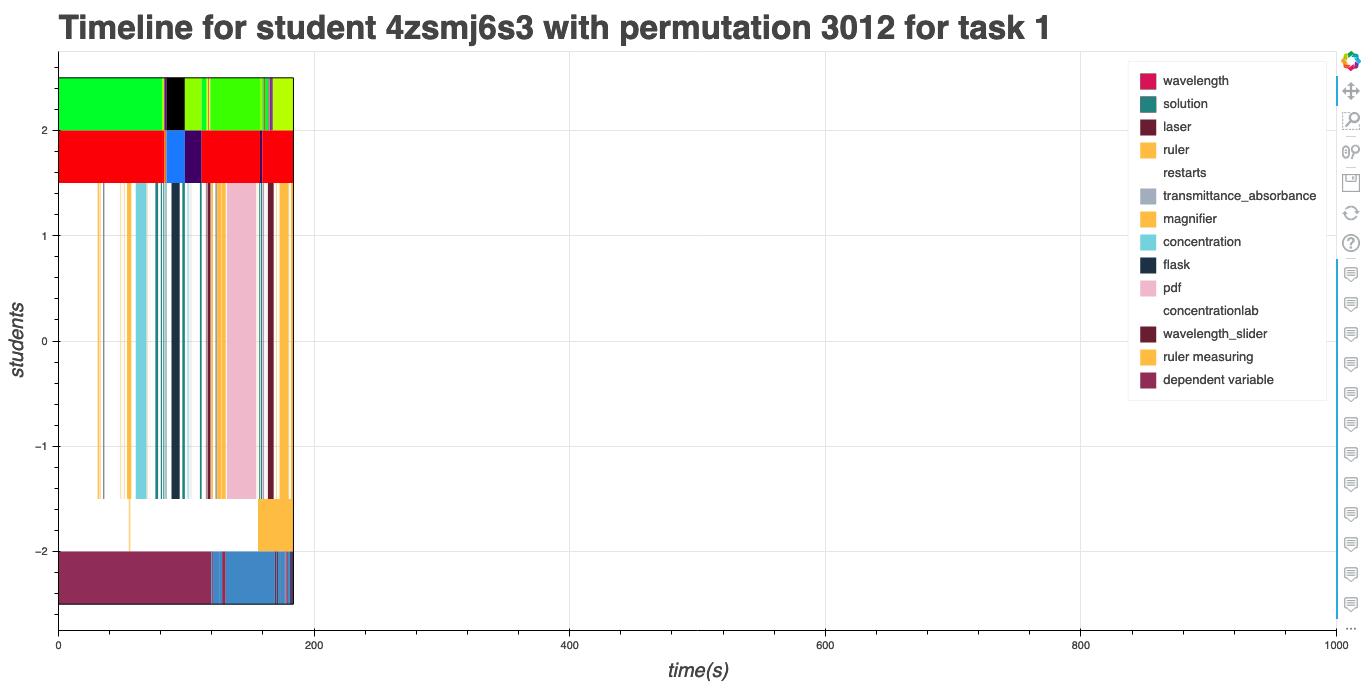 Timeline for student 4zsmj6s3 with permutation 3012 for task 1
wavelength
solution
laser
ruler
restarts
transmittance_absorbance
magnifier
concentration
flask
pdf
concentrationlab
wavelength_slider
ruler measuring
dependent variable
students
2
1
0
−1
−2
0
200
400
600
800
1000
time(s)